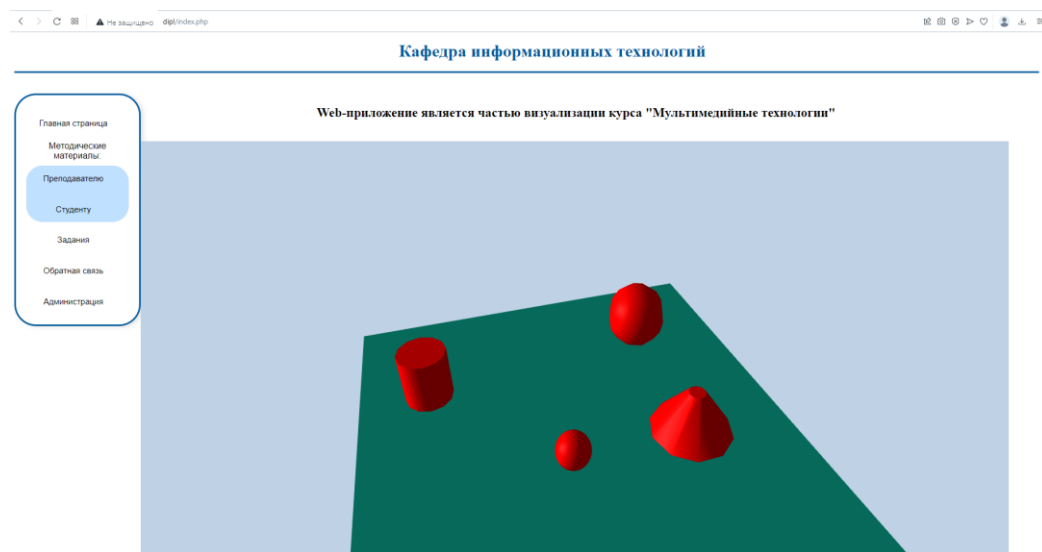 Не защищено dipl/index.php
Кафедра информационных технологий
Web-приложение является частью визуализации курса "Мультимедийные технологии"
Главная страница
Методические
материалы:
Преподавателю
Студенту
Задания
Обратная связь
Администрация